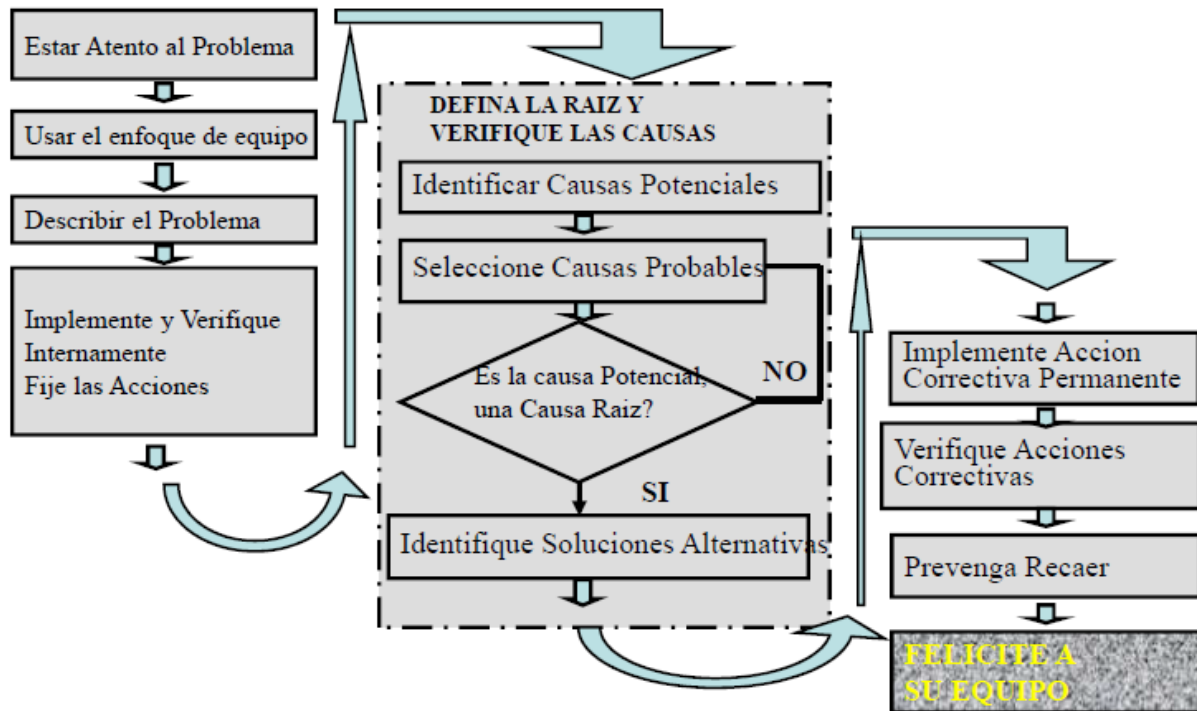 Estar Atento al Problema
Usar el enfoque de equipo
Describir el Problema
Implemente y Verifique
Internamente
Fije las Acciones
DEFINA LA RAIZ Y
VERIFIQUE LAS CAUSAS
Identificar Causas Potenciales
Seleccione Causas Probables
Es la causa Potencial,
una Causa Raiz?
NO
SI
Identifique Soluciones Alternativas
Implemente Accion
Correctiva Permanente
Verifique Acciones
Correctivas
Prevenga Recaer
FELICITE A
SU EQUIPO